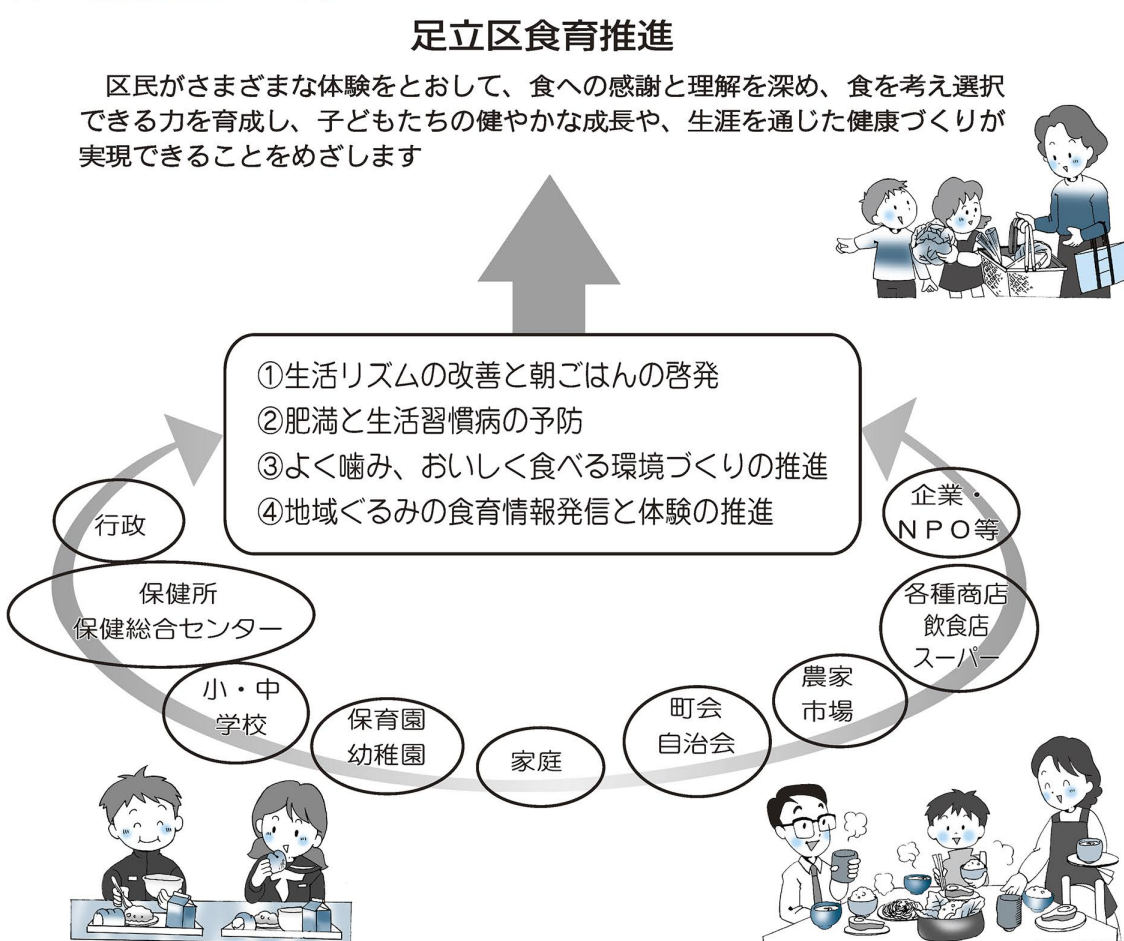 足立区食育推進
区民がさまざまな体験をとおして、食への感謝と理解を深め、食を考え選択
できる力を育成し、子どもたちの健やかな成長や、生涯を通じた健康づくりが
実現できることをめざします
①生活リズムの改善と朝ごはんの啓発
②肥満と生活習慣病の予防
③よく噛み、おいしく食べる環境づくりの推進
④地域ぐるみの食育情報発信と体験の推進
行政
保健所
保健総合センター
小・中
学校
保育園
幼稚園
家庭
町会
自治会
農家
市場
各種商店
飲食店
スーパー
企業・
ＮＰＯ等